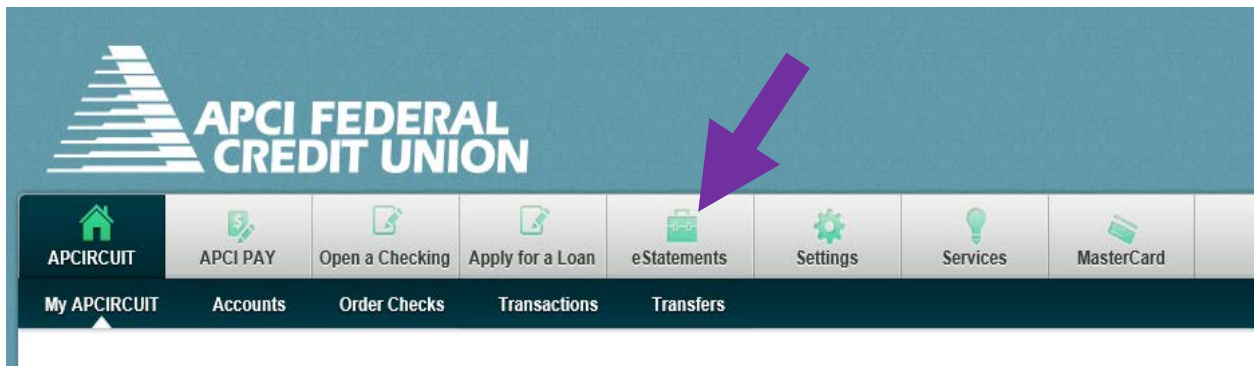 APCI FEDERAL
CREDIT UNION
APCIRCUIT APCI PAY Open a Checking Apply for a Loan eStatements Settings Services MasterCard
My APCIRCUIT Accounts Order Checks Transactions Transfers